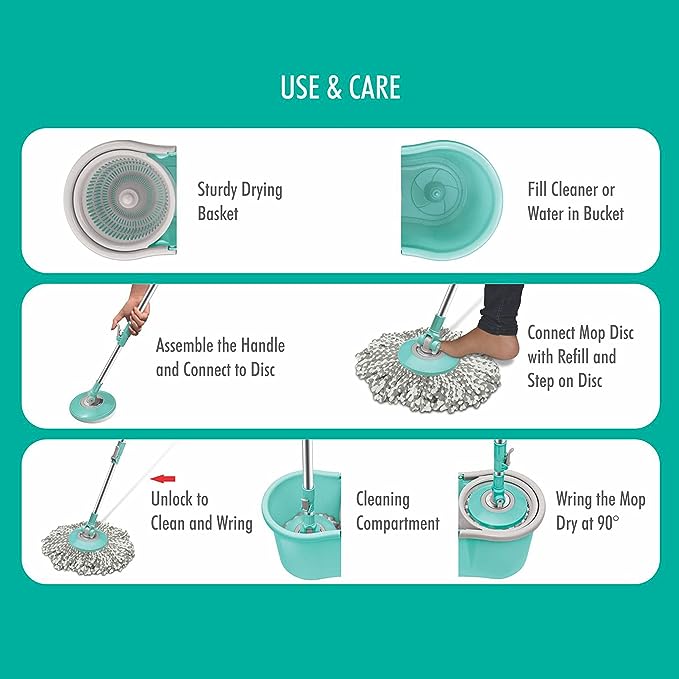 USE & CARE
Sturdy Drying
Basket
Fill Cleaner or
Water in Bucket
Assemble the Handle
and Connect to Disc
Connect Mop Disc
with Refill and
Step on Disc
Unlock to
Clean and Wring
Cleaning
Compartment
Wring the Mop
Dry at 90°